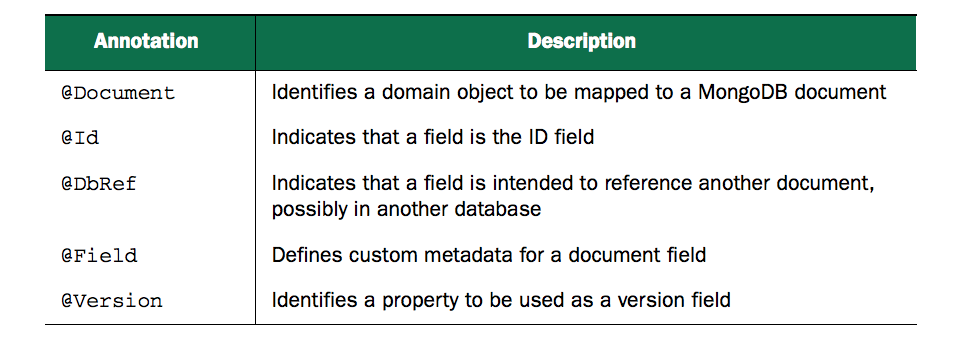 Annotation Description
@Document Identifies a domain object to be mapped to a MongoDB document
@Id Indicates that a field is the ID field
@DbRef Indicates that a field is intended to reference another document,
possibly in another database
@Field Defines custom metadata for a document field
@Version Identifies a property to be used as a version field